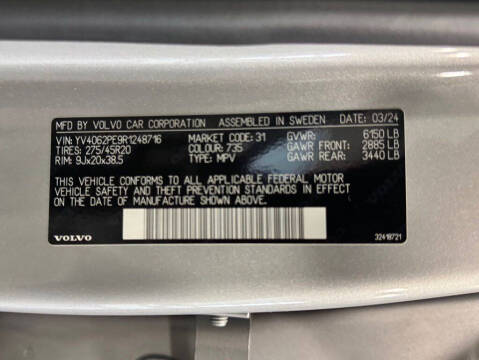 MFD BY VOLVO CAR CORPORATION ASSEMBLED IN SWEDEN DATE: 03/24
VIN: YV4062PE9R1248716 MARKET CODE: 31 GVWR: 6150 LB
TIRES: 275/45R20 COLOUR: 735 GAWR FRONT: 2885 LB
RIM: 9Jx20x38.5 TYPE: MPV GAWR REAR: 3440 LB
THIS VEHICLE CONFORMS TO ALL APPLICABLE FEDERAL MOTOR
VEHICLE SAFETY AND THEFT PREVENTION STANDARDS IN EFFECT ON
THE DATE OF MANUFACTURE SHOWN ABOVE.
VOLVO 32418721